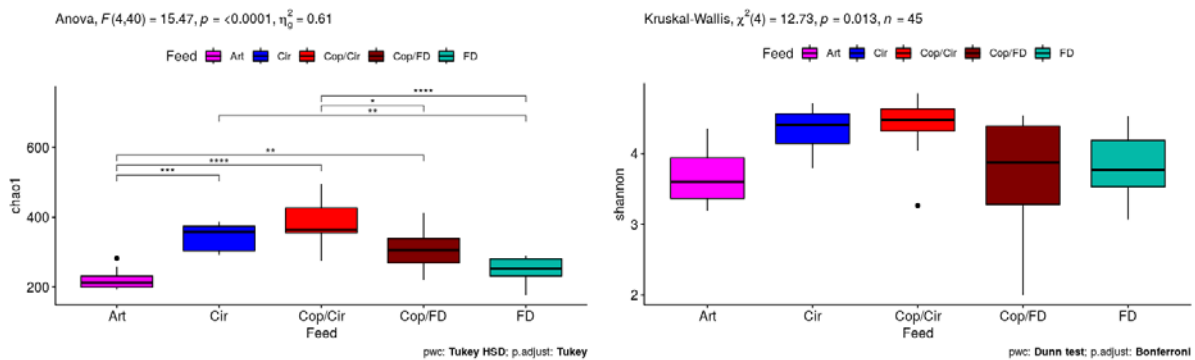 Anova, F(4,40) = 15.47, p = <0.0001, η²g = 0.61
Feed Art Cir Cop/Cir Cop/FD FD
****
*
**
**
****
***
600
400
200
chao1
Art Cir Cop/Cir Cop/FD FD
Feed
pwc: Tukey HSD; p.adjust: Tukey
Kruskal-Wallis, χ²(4) = 12.73, p = 0.013, n = 45
Feed Art Cir Cop/Cir Cop/FD FD
4
3
2
shannon
Art Cir Cop/Cir Cop/FD FD
Feed
pwc: Dunn test; p.adjust: Bonferroni